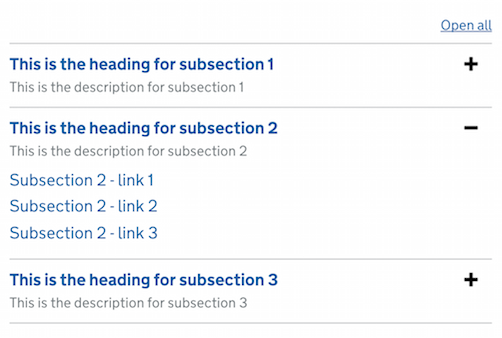 Open all
This is the heading for subsection 1
This is the description for subsection 1
This is the heading for subsection 2
This is the description for subsection 2
Subsection 2 - link 1
Subsection 2 - link 2
Subsection 2 - link 3
This is the heading for subsection 3
This is the description for subsection 3